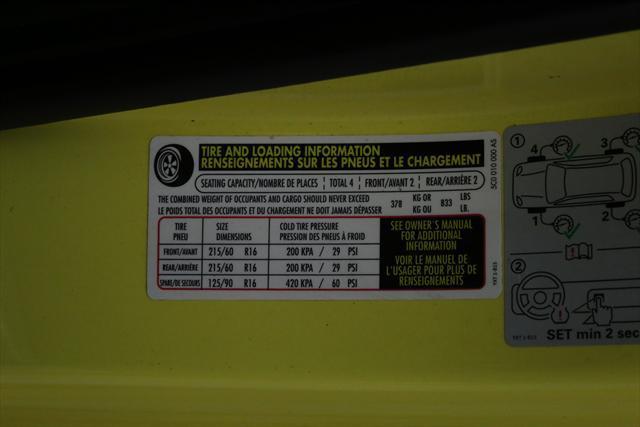 TIRE AND LOADING INFORMATION
RENSEIGNEMENTS SUR LES PNEUS ET LE CHARGEMENT
SEATING CAPACITY/NOMBRE DE PLACES TOTAL 4 FRONT/AVANT 2 REAR/ARRIÈRE 2
THE COMBINED WEIGHT OF OCCUPANTS AND CARGO SHOULD NEVER EXCEED 378 KG OR 833 LBS
LE POIDS TOTAL DES OCCUPANTS ET DU CHARGEMENT NE DOIT JAMAIS DÉPASSER KG OU LB.
TIRE SIZE COLD TIRE PRESSURE
PNEU DIMENSIONS PRESSION DES PNEUS À FROID
FRONT/AVANT 215/60 R16 200 KPA / 29 PSI
REAR/ARRIÈRE 215/60 R16 200 KPA / 29 PSI
SPARE/DE SECOURS 125/90 R16 420 KPA / 60 PSI
SEE OWNER'S MANUAL
FOR ADDITIONAL
INFORMATION
VOIR LE MANUEL DE
L'USAGER POUR PLUS DE
RENSEIGNEMENTS
5C0 010 000 AS
1
4
3
1
2
2
SET min 2 sec